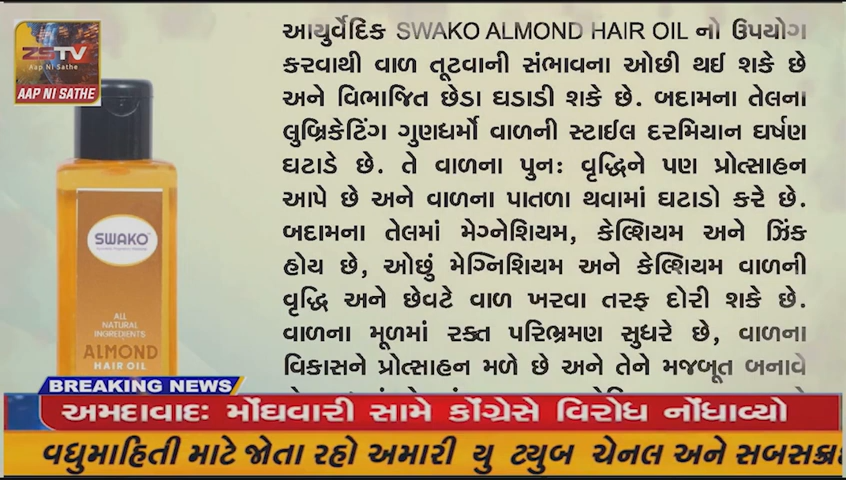 ZSTV
Aap Ni Sathe
AAP NI SATHE
આયુર્વેદિક SWAKO ALMOND HAIR OIL નો ઉપયોગ
કરવાથી વાળ તૂટવાની સંભાવના ઓછી થઈ શકે છે
અને વિભાજિત છેડા ઘડાડી શકે છે. બદામના તેલના
લુબ્રિકેટિંગ ગુણધર્મો વાળની સ્ટાઈલ દરમિયાન ઘર્ષણ
ઘટાડે છે. તે વાળના પુનઃ વૃદ્ધિને પણ પ્રોત્સાહન
આપે છે અને વાળના પાતળા થવામાં ઘટાડો કરે છે.
બદામના તેલમાં મેગ્નેશિયમ, કેલ્શિયમ અને ઝિંક
હોય છે, ઓછું મેગ્નિશિયમ અને કેલ્શિયમ વાળની
વૃદ્ધિ અને છેવટે વાળ ખરવા તરફ દોરી શકે છે.
વાળના મૂળમાં રક્ત પરિભ્રમણ સુધરે છે, વાળના
વિકાસને પ્રોત્સાહન મળે છે અને તેને મજબૂત બનાવે
SWAKO
ALL
NATURAL
INGREDIENTS
ALMOND
HAIR OIL
BREAKING NEWS
અમદાવાદઃ મોંઘવારી સામે કોંગ્રેસે વિરોધ નોંધાવ્યો
વધુમાહિતી માટે જોતા રહો અમારી યુ ટ્યુબ ચેનલ અને